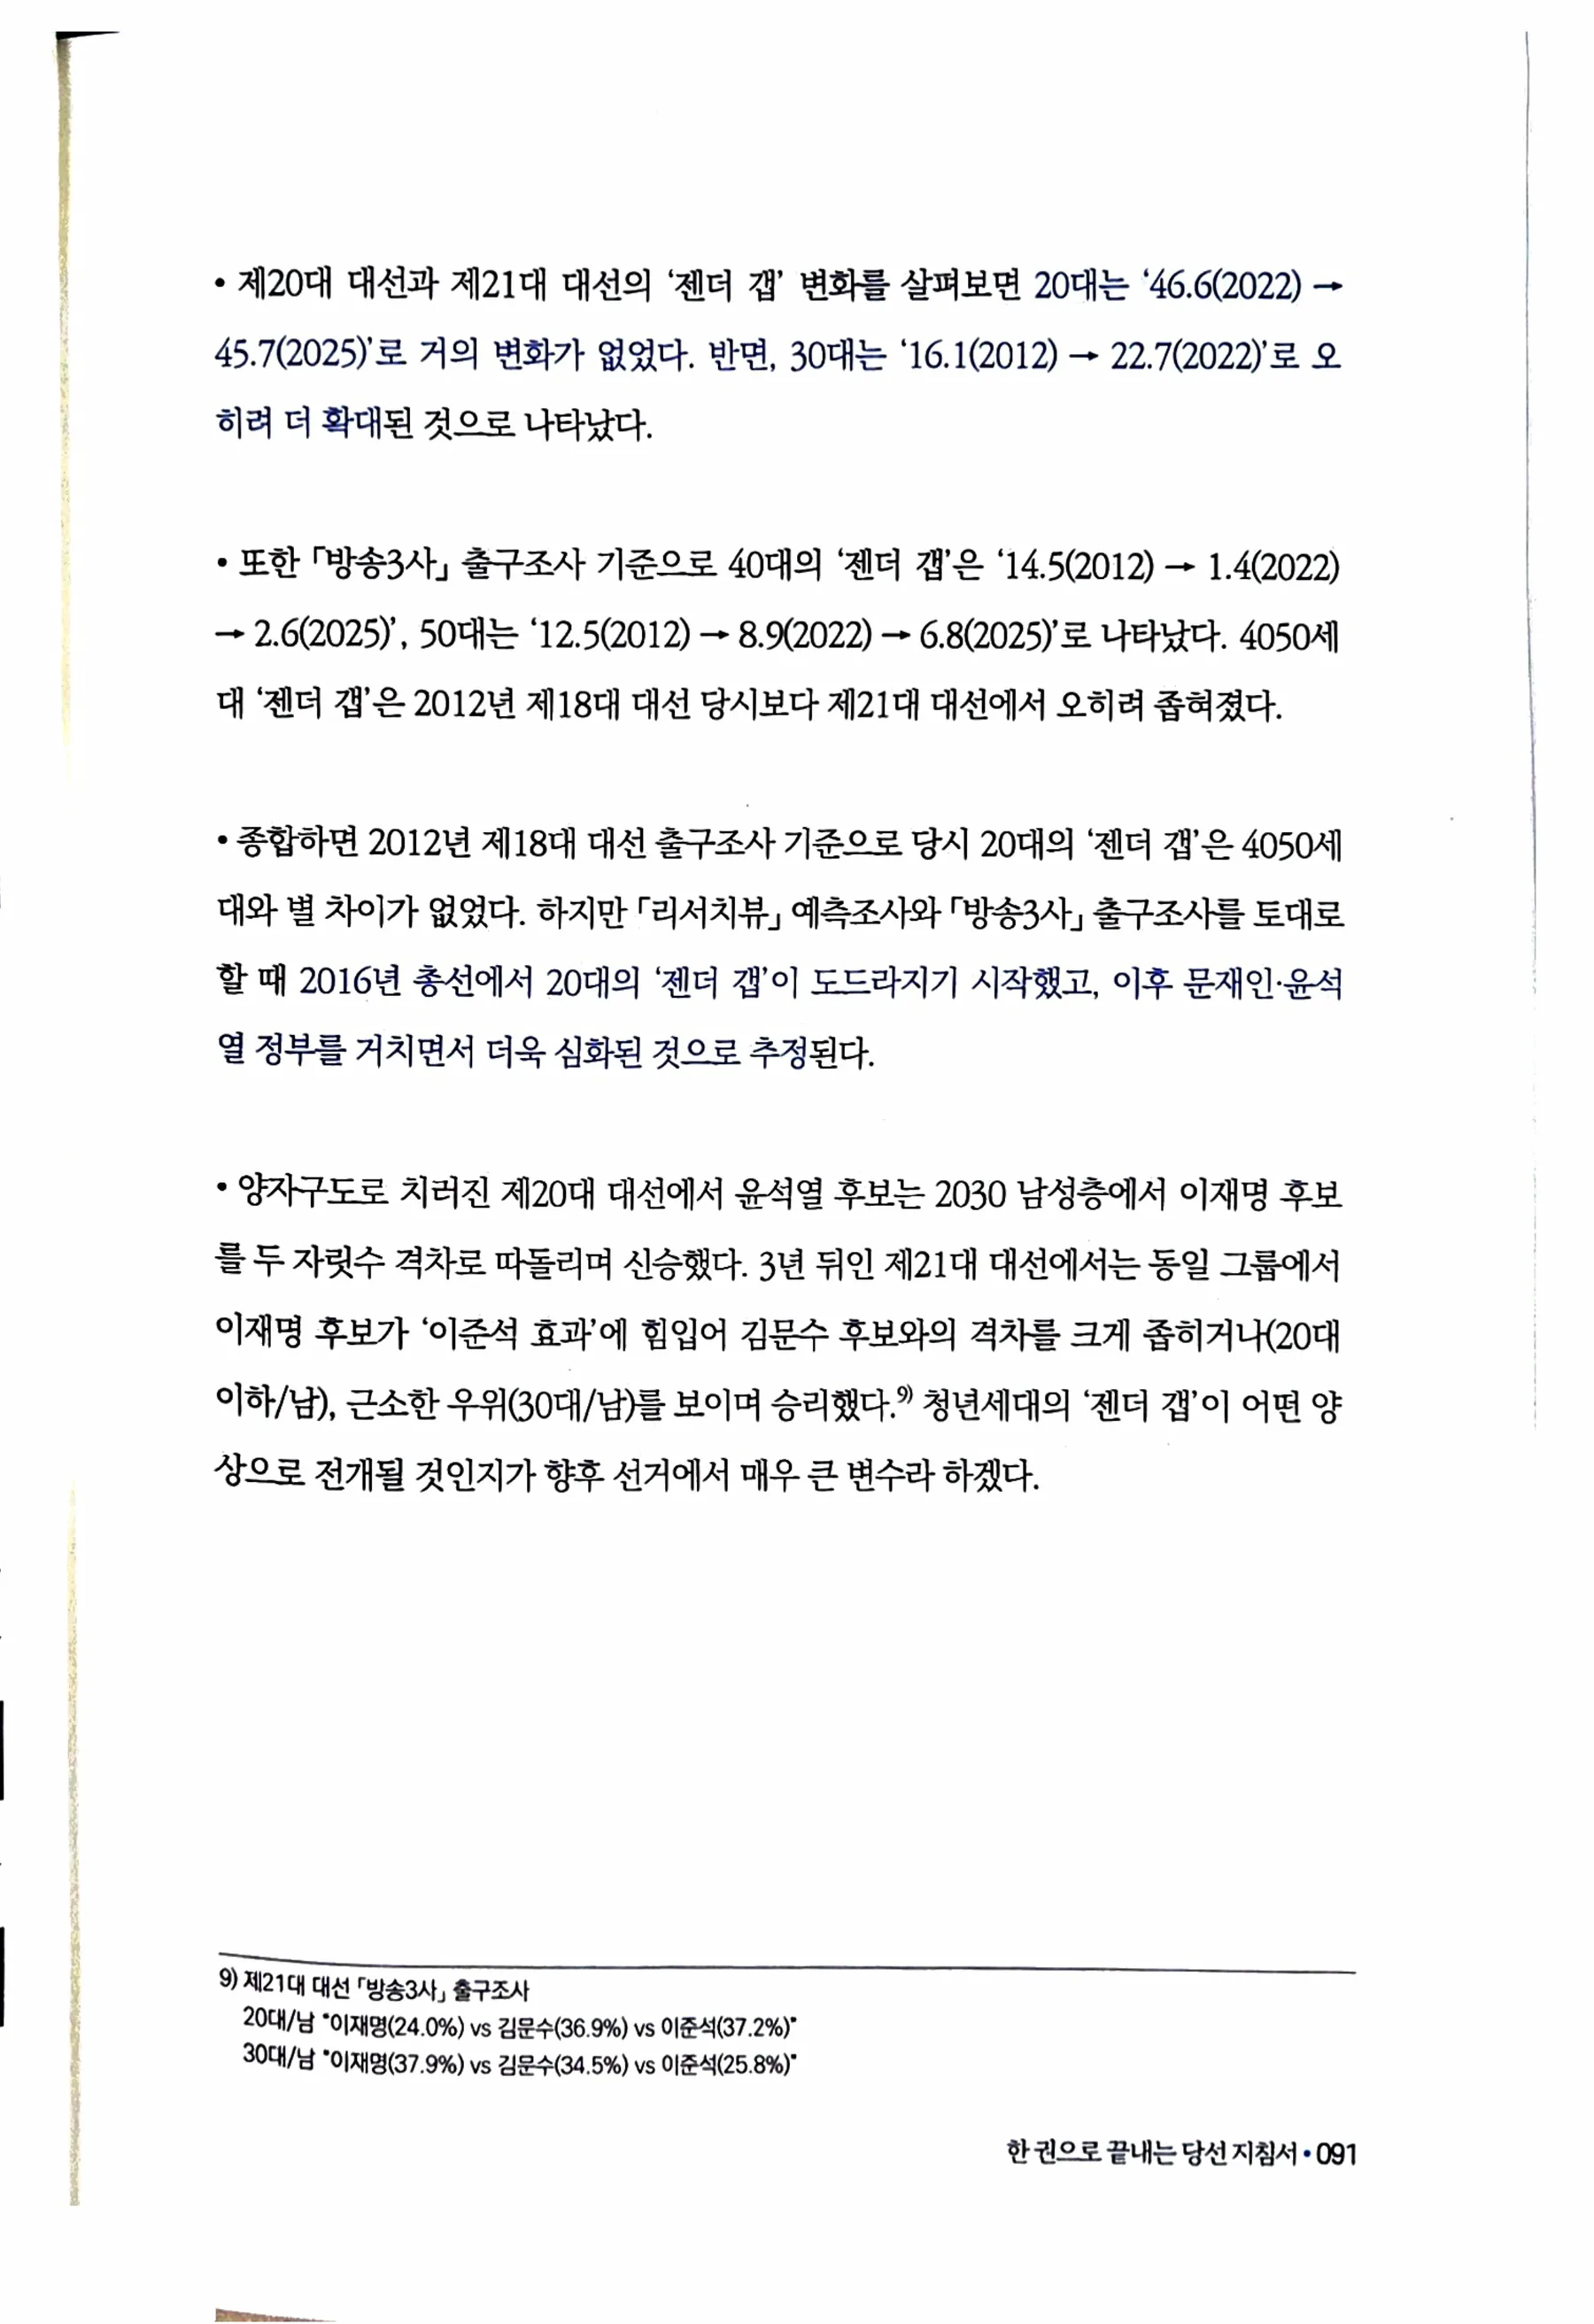 • 제20대 대선과 제21대 대선의 ‘젠더 갭’ 변화를 살펴보면 20대는 ‘46.6(2022) →
45.7(2025)’로 거의 변화가 없었다. 반면, 30대는 ‘16.1(2012) → 22.7(2022)’로 오
히려 더 확대된 것으로 나타났다.
• 또한 「방송3사」 출구조사 기준으로 40대의 ‘젠더 갭’은 ‘14.5(2012) → 1.4(2022)
→ 2.6(2025)’, 50대는 ‘12.5(2012) → 8.9(2022) → 6.8(2025)’로 나타났다. 4050세
대 ‘젠더 갭’은 2012년 제18대 대선 당시보다 제21대 대선에서 오히려 좁혀졌다.
• 종합하면 2012년 제18대 대선 출구조사 기준으로 당시 20대의 ‘젠더 갭’은 4050세
대와 별 차이가 없었다. 하지만 「리서치뷰」 예측조사와 「방송3사」 출구조사를 토대로
할 때 2016년 총선에서 20대의 ‘젠더 갭’이 도드라지기 시작했고, 이후 문재인·윤석
열 정부를 거치면서 더욱 심화된 것으로 추정된다.
• 양자구도로 치러진 제20대 대선에서 윤석열 후보는 2030 남성층에서 이재명 후보
를 두 자릿수 격차로 따돌리며 신승했다. 3년 뒤인 제21대 대선에서는 동일 그룹에서
이재명 후보가 ‘이준석 효과’에 힘입어 김문수 후보와의 격차를 크게 좁히거나(20대
이하/남), 근소한 우위(30대/남)를 보이며 승리했다.9) 청년세대의 ‘젠더 갭’이 어떤 양
상으로 전개될 것인지가 향후 선거에서 매우 큰 변수라 하겠다.
9) 제21대 대선 「방송3사」 출구조사
20대/남 "이재명(24.0%) vs 김문수(36.9%) vs 이준석(37.2%)"
30대/남 "이재명(37.9%) vs 김문수(34.5%) vs 이준석(25.8%)"
한 권으로 끝내는 당선 지침서 • 091